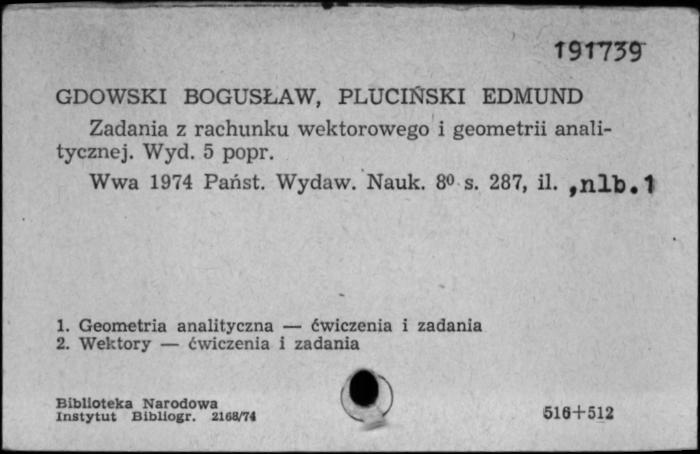 191739
GDOWSKI BOGUSŁAW, PLUCIŃSKI EDMUND
Zadania z rachunku wektorowego i geometrii anali-
tycznej. Wyd. 5 popr.
Wwa 1974 Państ. Wydaw. Nauk. 8⁰ s. 287, il. ,nlb.1
1. Geometria analityczna — ćwiczenia i zadania
2. Wektory — ćwiczenia i zadania
Biblioteka Narodowa
Instytut Bibliogr. 2168/74
516+512